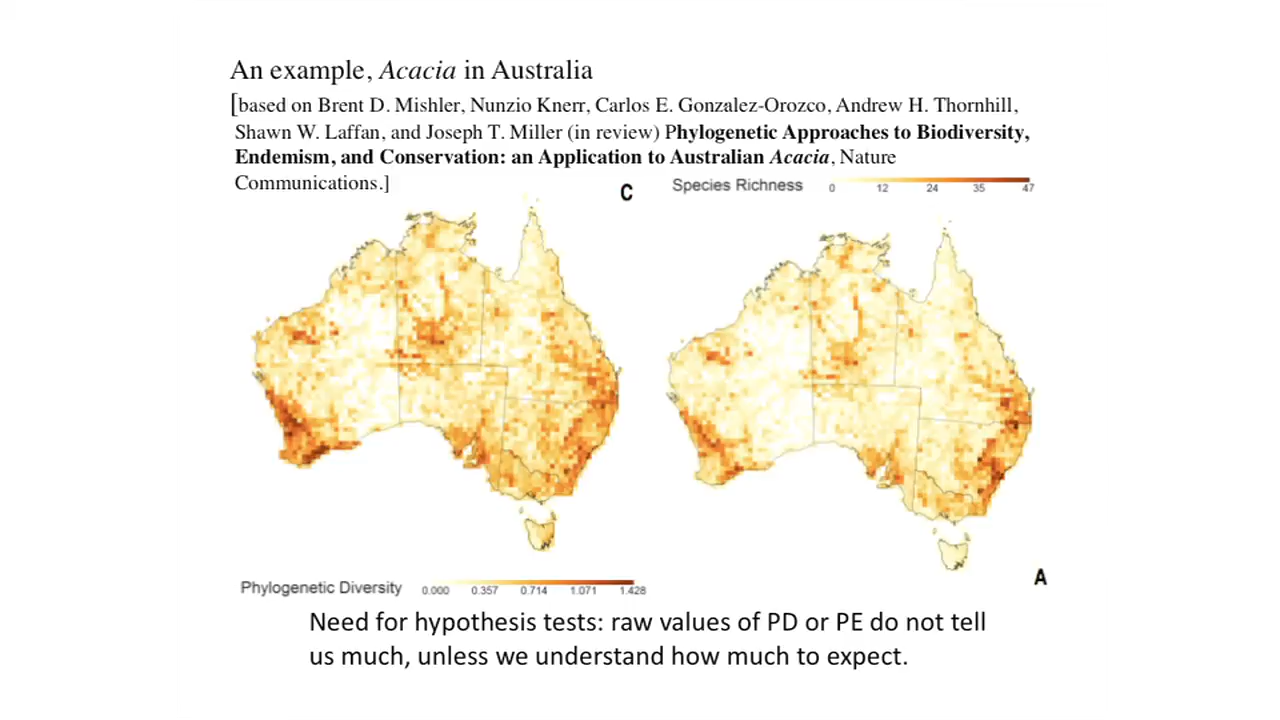 An example, Acacia in Australia
[based on Brent D. Mishler, Nunzio Knerr, Carlos E. Gonzalez-Orozco, Andrew H. Thornhill,
Shawn W. Laffan, and Joseph T. Miller (in review) Phylogenetic Approaches to Biodiversity,
Endemism, and Conservation: an Application to Australian Acacia, Nature
Communications.]
C
Species Richness
0 12 24 35 47
A
Phylogenetic Diversity
0.000 0.357 0.714 1.071 1.428
Need for hypothesis tests: raw values of PD or PE do not tell
us much, unless we understand how much to expect.